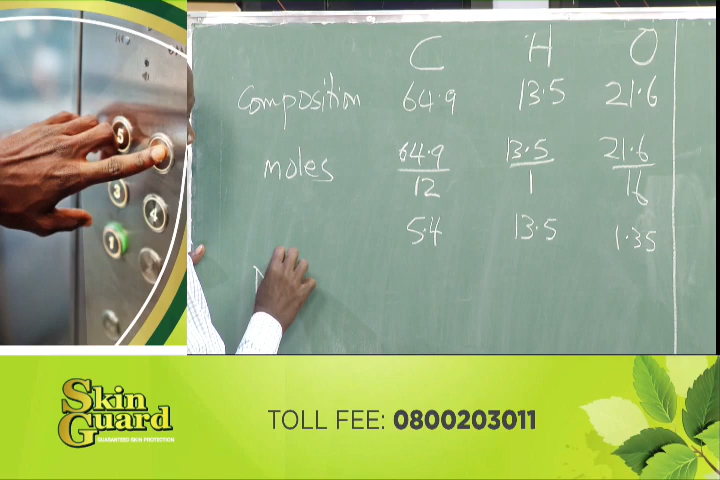 C H O
Composition 64.9 13.5 21.6
moles 64.9/12 13.5/1 21.6/16
5.4 13.5 1.35
5
3
4
1
Skin
Guard
GUARANTEED SKIN PROTECTION
TOLL FEE: 0800203011